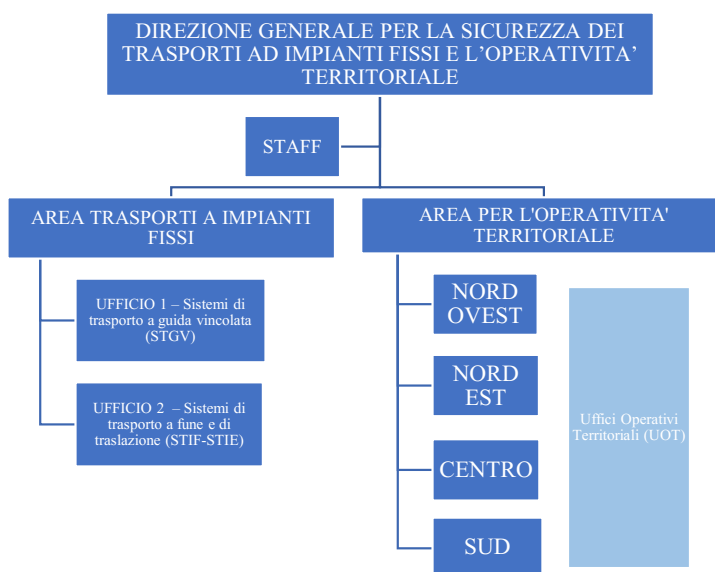 DIREZIONE GENERALE PER LA SICUREZZA DEI
TRASPORTI AD IMPIANTI FISSI E L’OPERATIVITA’
TERRITORIALE
STAFF
AREA TRASPORTI A IMPIANTI
FISSI
UFFICIO 1 – Sistemi di
trasporto a guida vincolata
(STGV)
UFFICIO 2 – Sistemi di
trasporto a fune e di
traslazione (STIF-STIE)
AREA PER L'OPERATIVITA'
TERRITORIALE
NORD
OVEST
NORD
EST
CENTRO
SUD
Uffici Operativi
Territoriali (UOT)